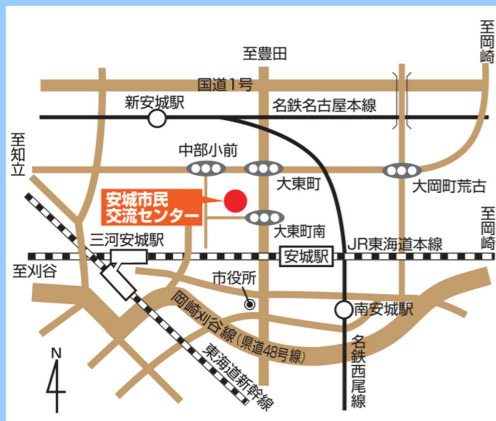 至豊田
至岡崎
国道1号
新安城駅
名鉄名古屋本線
至知立
中部小前
大東町
大岡町荒古
安城市民
交流センター
大東町南
三河安城駅
JR東海道本線
至岡崎
安城駅
至刈谷
市役所
岡崎刈谷線(県道48号線)
南安城駅
東海道新幹線
名鉄西尾線
N
4